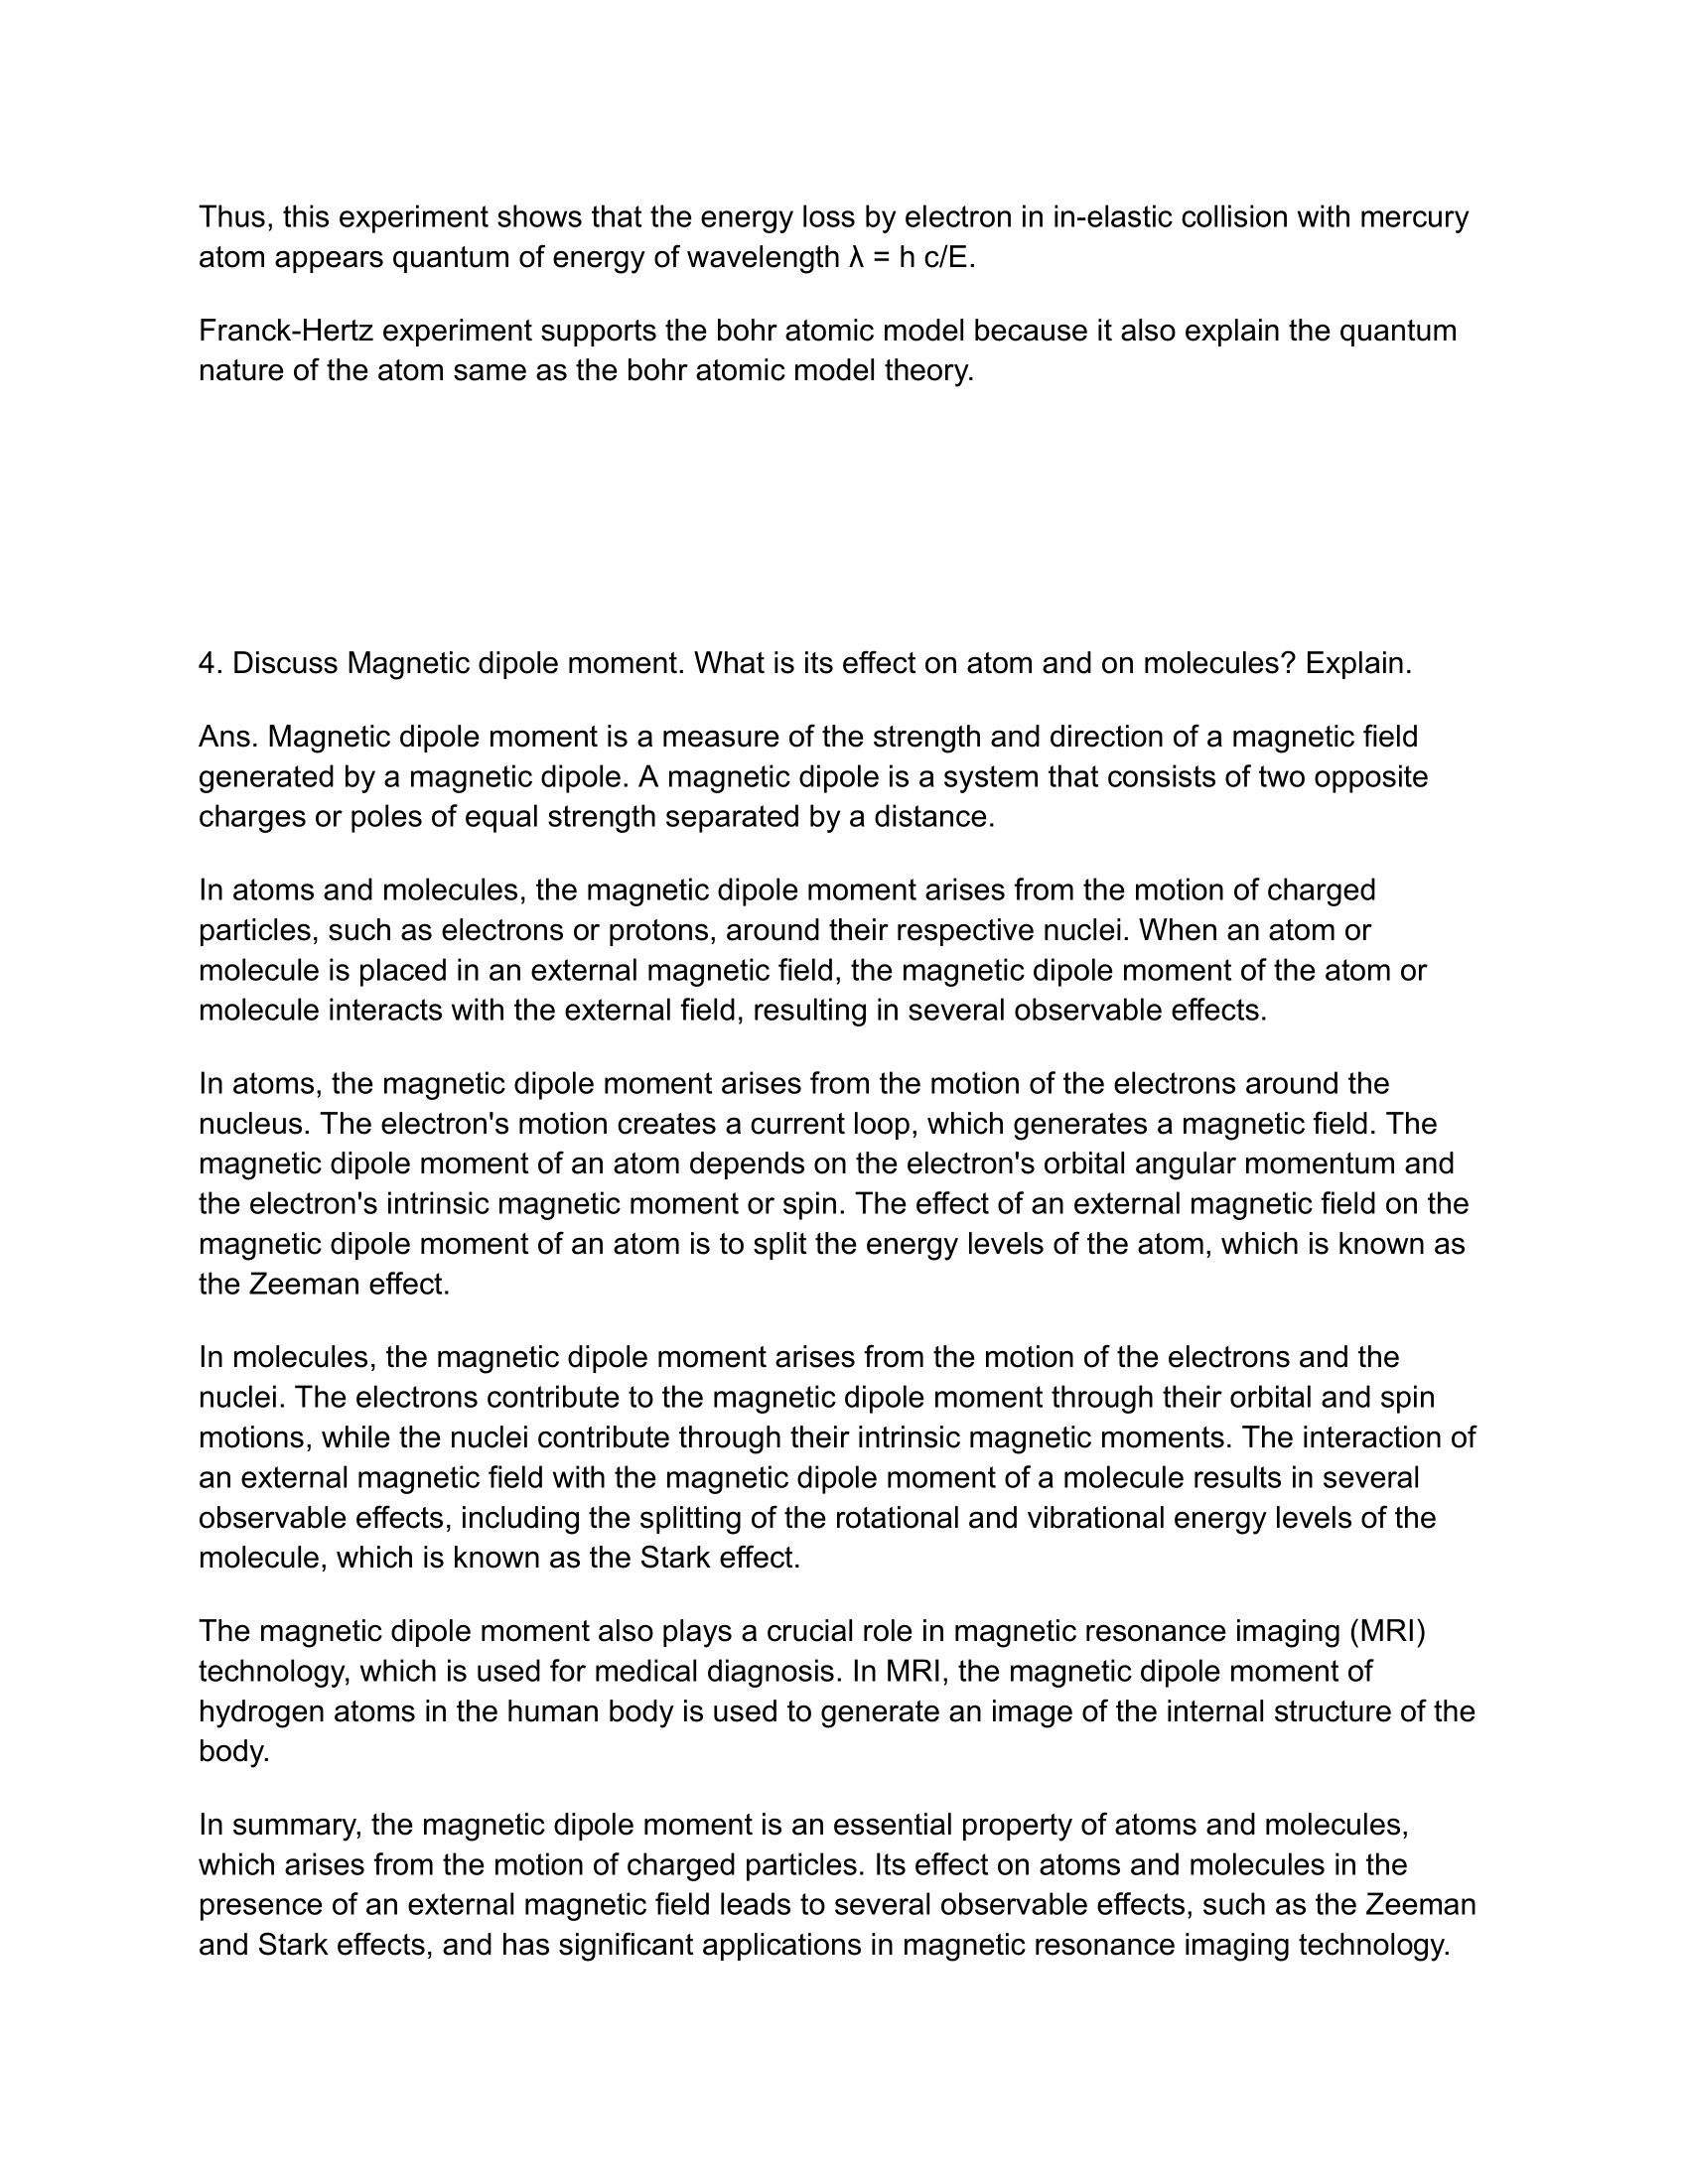 Thus, this experiment shows that the energy loss by electron in in-elastic collision with mercury
atom appears quantum of energy of wavelength λ = h c/E.
Franck-Hertz experiment supports the bohr atomic model because it also explain the quantum
nature of the atom same as the bohr atomic model theory.
4. Discuss Magnetic dipole moment. What is its effect on atom and on molecules? Explain.
Ans. Magnetic dipole moment is a measure of the strength and direction of a magnetic field
generated by a magnetic dipole. A magnetic dipole is a system that consists of two opposite
charges or poles of equal strength separated by a distance.
In atoms and molecules, the magnetic dipole moment arises from the motion of charged
particles, such as electrons or protons, around their respective nuclei. When an atom or
molecule is placed in an external magnetic field, the magnetic dipole moment of the atom or
molecule interacts with the external field, resulting in several observable effects.
In atoms, the magnetic dipole moment arises from the motion of the electrons around the
nucleus. The electron's motion creates a current loop, which generates a magnetic field. The
magnetic dipole moment of an atom depends on the electron's orbital angular momentum and
the electron's intrinsic magnetic moment or spin. The effect of an external magnetic field on the
magnetic dipole moment of an atom is to split the energy levels of the atom, which is known as
the Zeeman effect.
In molecules, the magnetic dipole moment arises from the motion of the electrons and the
nuclei. The electrons contribute to the magnetic dipole moment through their orbital and spin
motions, while the nuclei contribute through their intrinsic magnetic moments. The interaction of
an external magnetic field with the magnetic dipole moment of a molecule results in several
observable effects, including the splitting of the rotational and vibrational energy levels of the
molecule, which is known as the Stark effect.
The magnetic dipole moment also plays a crucial role in magnetic resonance imaging (MRI)
technology, which is used for medical diagnosis. In MRI, the magnetic dipole moment of
hydrogen atoms in the human body is used to generate an image of the internal structure of the
body.
In summary, the magnetic dipole moment is an essential property of atoms and molecules,
which arises from the motion of charged particles. Its effect on atoms and molecules in the
presence of an external magnetic field leads to several observable effects, such as the Zeeman
and Stark effects, and has significant applications in magnetic resonance imaging technology.